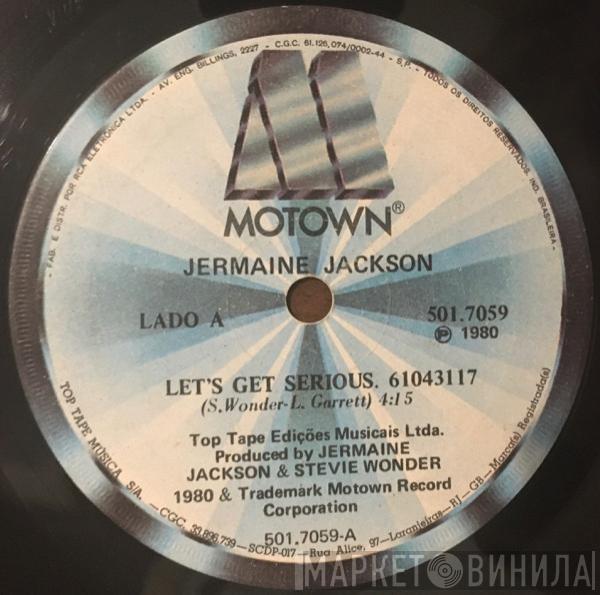 - FAB. E DISTR. POR RCA ELETRÔNICA LTDA. - AV. ENG. BILLINGS, 2227 - C.G.C. 61.126.074/0002-44 - S.P. - TODOS OS DIREITOS RESERVADOS. IND. BRASILEIRA -
MOTOWN®
JERMAINE JACKSON
LADO A
501.7059
℗ 1980
LET'S GET SERIOUS. 61043117
(S.Wonder-L. Garrett) 4:15
Top Tape Edições Musicais Ltda.
Produced by JERMAINE
JACKSON & STEVIE WONDER
1980 & Trademark Motown Record
Corporation
501.7059-A
TOP TAPE MÚSICA, S/A. - CGC. 33.826.799-SCDP-017-Rua Alice, 97-Laranjeiras-RJ-GB-Marca(s) Registrada(s)
МАРКЕТ ВИНИЛА